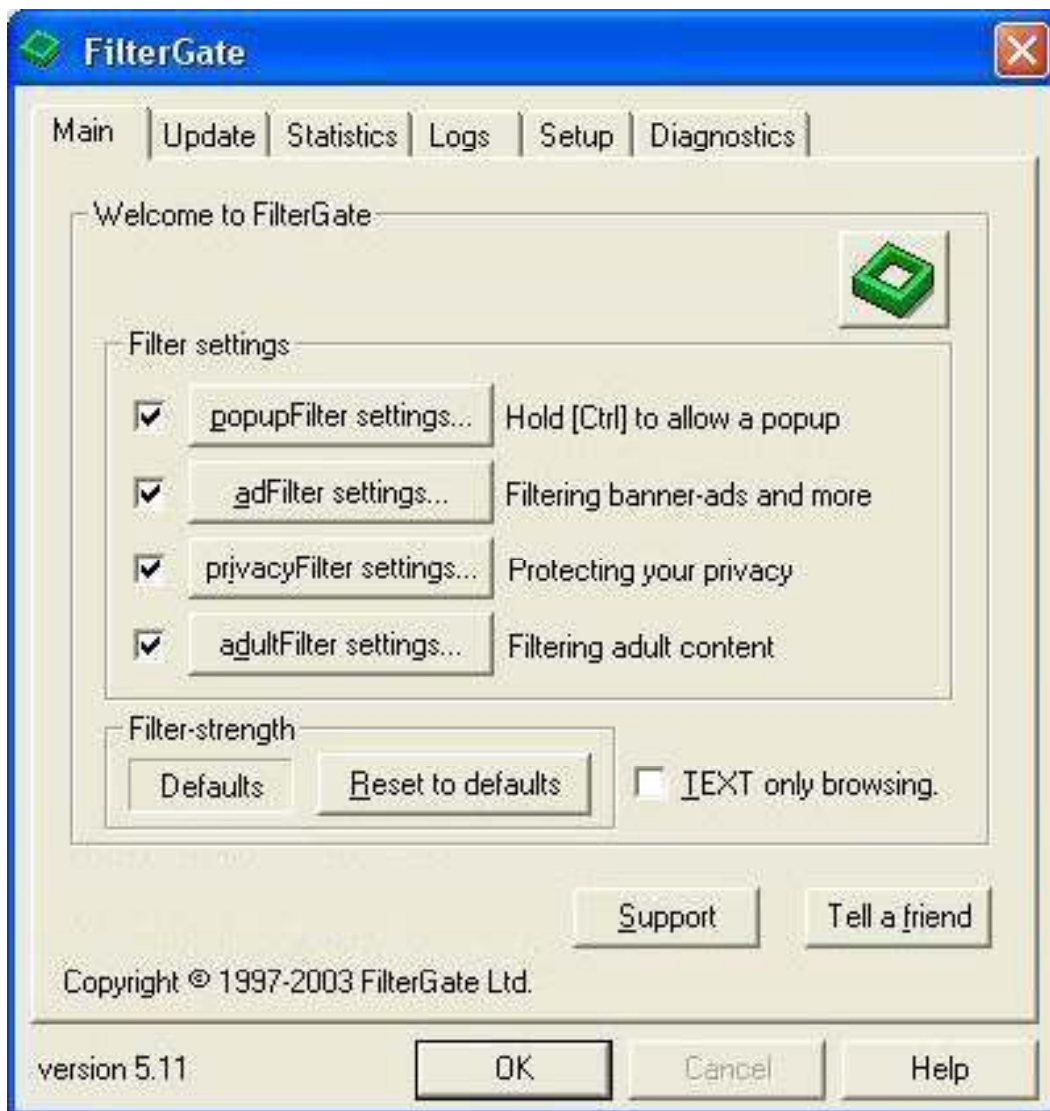 FilterGate
Main Update Statistics Logs Setup Diagnostics
Welcome to FilterGate
Filter settings
popupFilter settings... Hold [Ctrl] to allow a popup
adFilter settings... Filtering banner-ads and more
privacyFilter settings... Protecting your privacy
adultFilter settings... Filtering adult content
Filter-strength
Defaults Reset to defaults TEXT only browsing.
Support Tell a friend
Copyright © 1997-2003 FilterGate Ltd.
version 5.11 OK Cancel Help